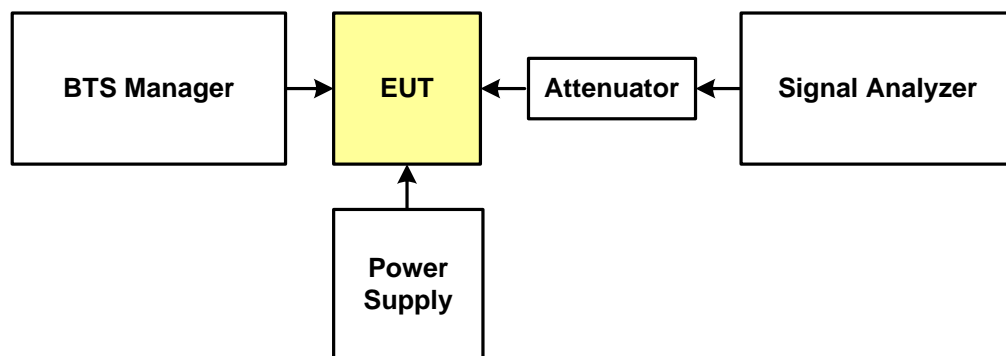 BTS Manager
EUT
Attenuator
Signal Analyzer
Power
Supply